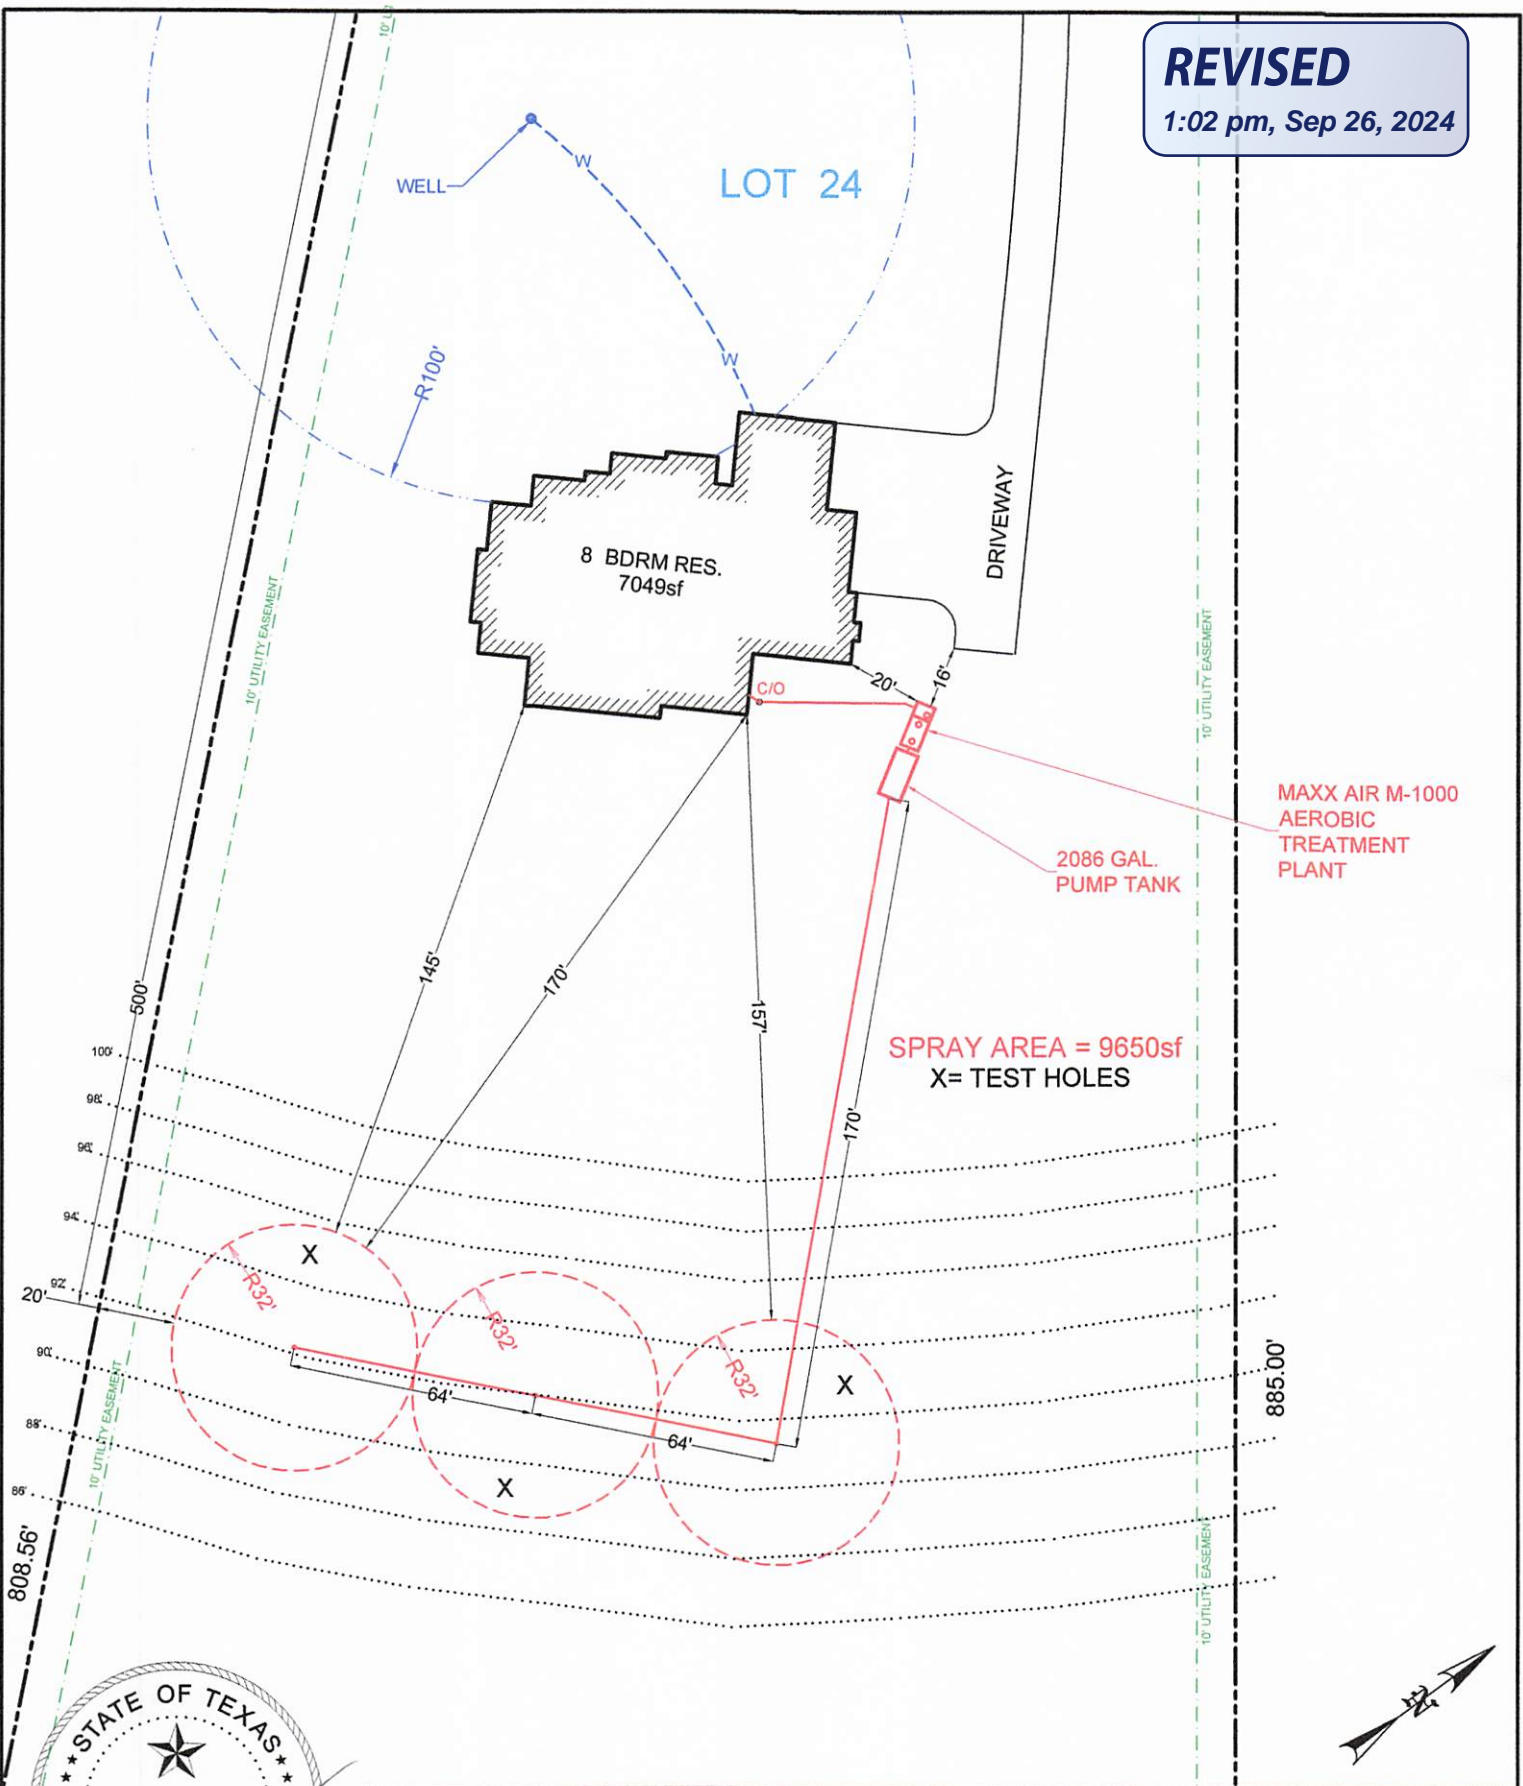 10' U
REVISED
1:02 pm, Sep 26, 2024
W
WELL
LOT 24
R100'
W
DRIVEWAY
8 BDRM RES.
7049sf
10' UTILITY EASEMENT
10' UTILITY EASEMENT
C/O
20'
16'
MAXX AIR M-1000
AEROBIC
TREATMENT
PLANT
2086 GAL.
PUMP TANK
145'
170'
500'
157'
SPRAY AREA = 9650sf
X= TEST HOLES
100'
98'
170'
96'
94'
X
92'
20'
R32'
R32'
90'
R32'
X
64'
885.00'
10' UTILITY EASEMENT
88'
64'
X
86'
808.56'
10' UTILITY EASEMENT
STATE OF TEXAS
N